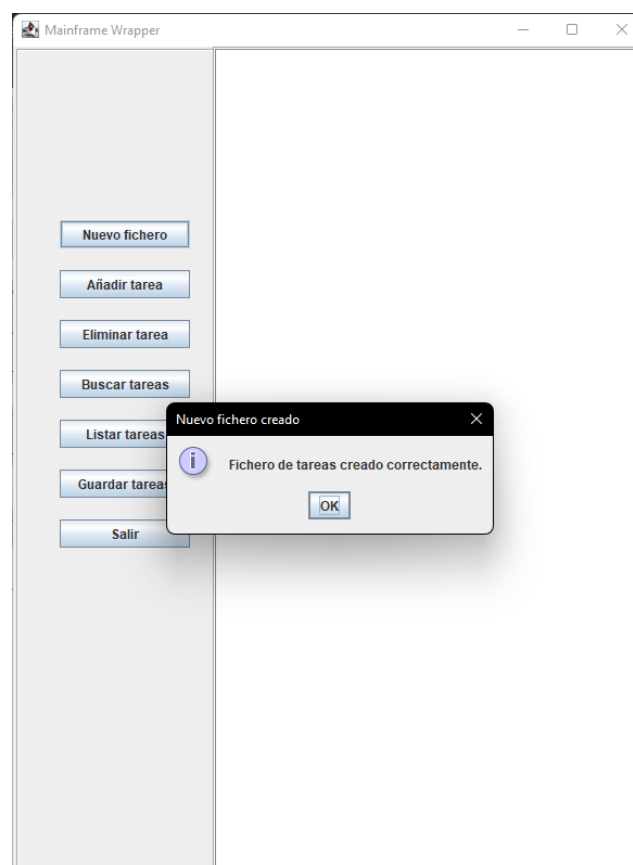 Mainframe Wrapper
Nuevo fichero
Añadir tarea
Eliminar tarea
Buscar tareas
Listar tareas
Guardar tareas
Salir
Nuevo fichero creado
Fichero de tareas creado correctamente.
OK